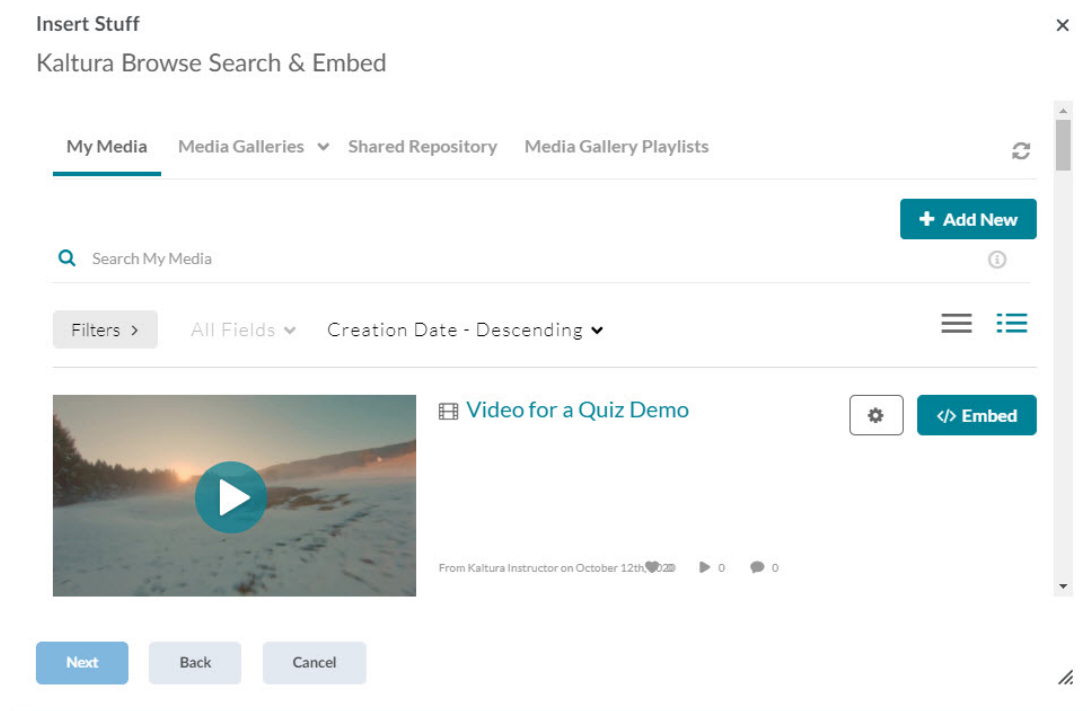 Insert Stuff
Kaltura Browse Search & Embed
My Media Media Galleries Shared Repository Media Gallery Playlists
+ Add New
Search My Media
Filters > All Fields Creation Date - Descending
Video for a Quiz Demo
</> Embed
From Kaltura Instructor on October 12th, 2020 0 0
Next Back Cancel